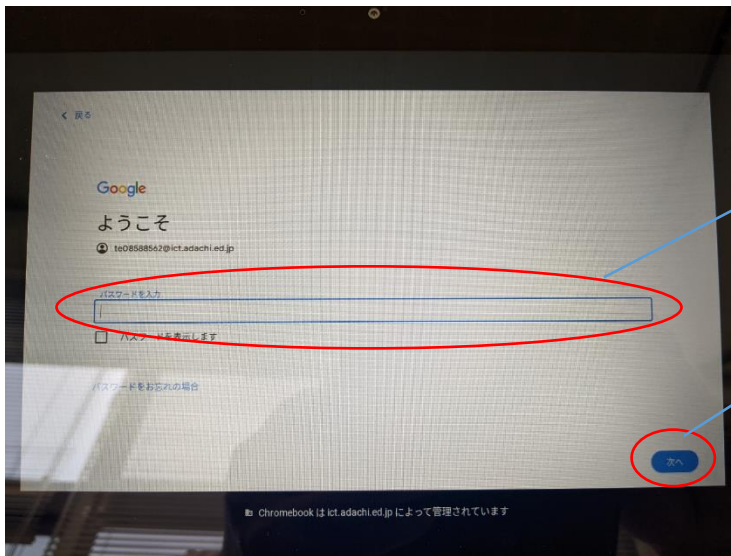 戻る
Google
ようこそ
te08588562@ict.adachi.ed.jp
パスワードを入力
パスワードを表示します
パスワードをお忘れの場合
次へ
Chromebook は ict.adachi.ed.jp によって管理されています